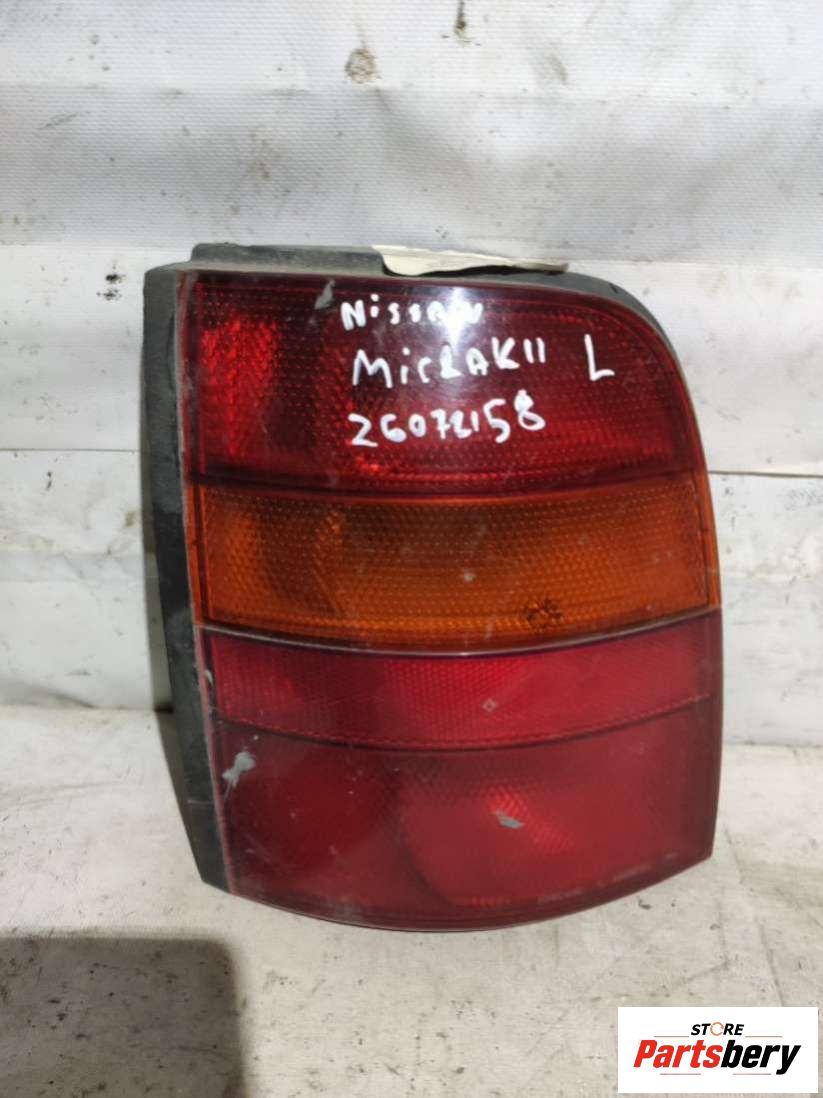 Nissan
MicRAK11 L
26072158
STORE
Partsbery